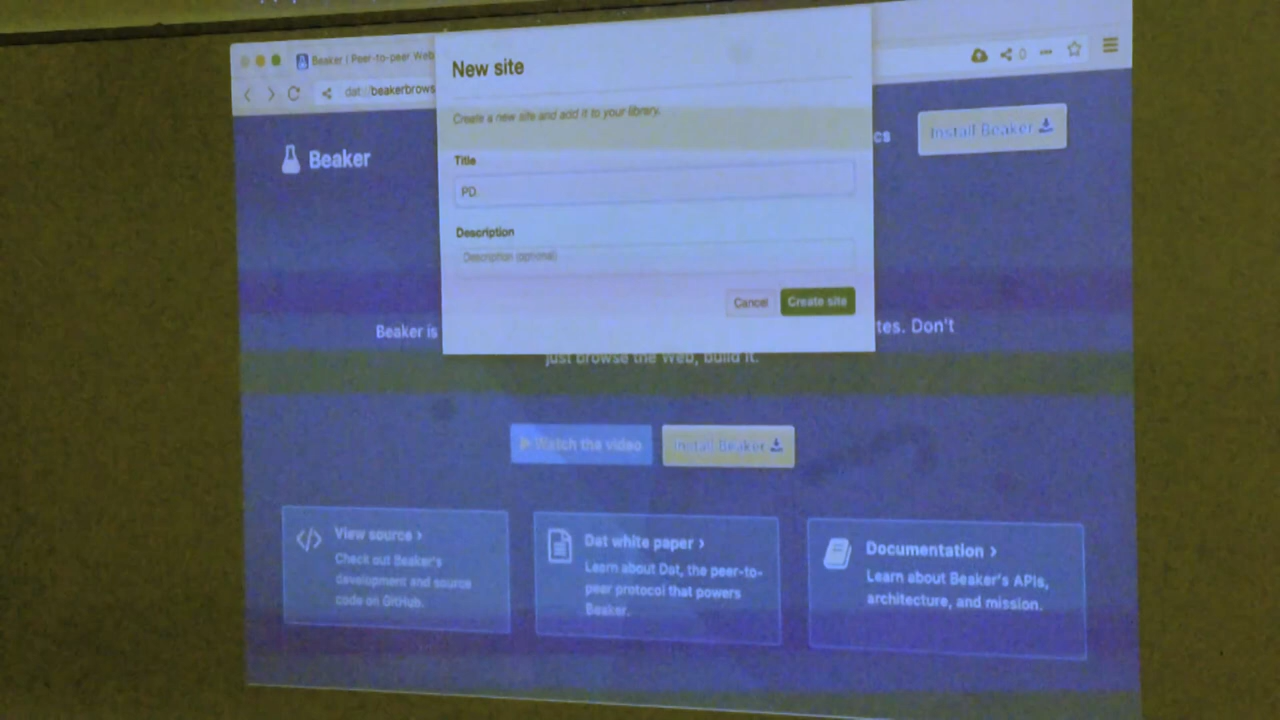 Beaker | Peer-to-peer Web
0
dat://beakerbrows
New site
Create a new site and add it to your library.
Title
PD
Description
Description (optional)
Cancel
Create site
Beaker
cs
Install Beaker
Beaker is
tes. Don't
just browse the Web, build it.
Watch the video
Install Beaker
View source ›
Check out Beaker's
development and source
code on GitHub.
Dat white paper ›
Learn about Dat, the peer-to-
peer protocol that powers
Beaker.
Documentation ›
Learn about Beaker's APIs,
architecture, and mission.